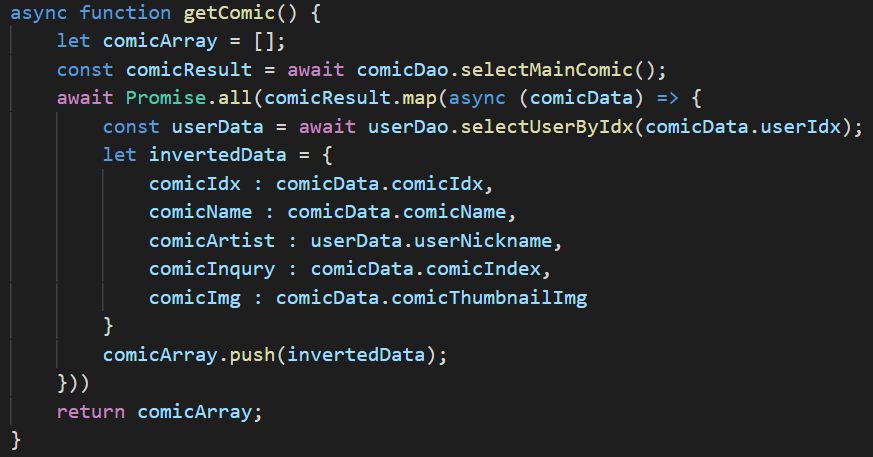 async function getComic() {
    let comicArray = [];
    const comicResult = await comicDao.selectMainComic();
    await Promise.all(comicResult.map(async (comicData) => {
        const userData = await userDao.selectUserByIdx(comicData.userIdx);
        let invertedData = {
            comicIdx : comicData.comicIdx,
            comicName : comicData.comicName,
            comicArtist : userData.userNickname,
            comicInqury : comicData.comicIndex,
            comicImg : comicData.comicThumbnailImg
        }
        comicArray.push(invertedData);
    }))
    return comicArray;
}